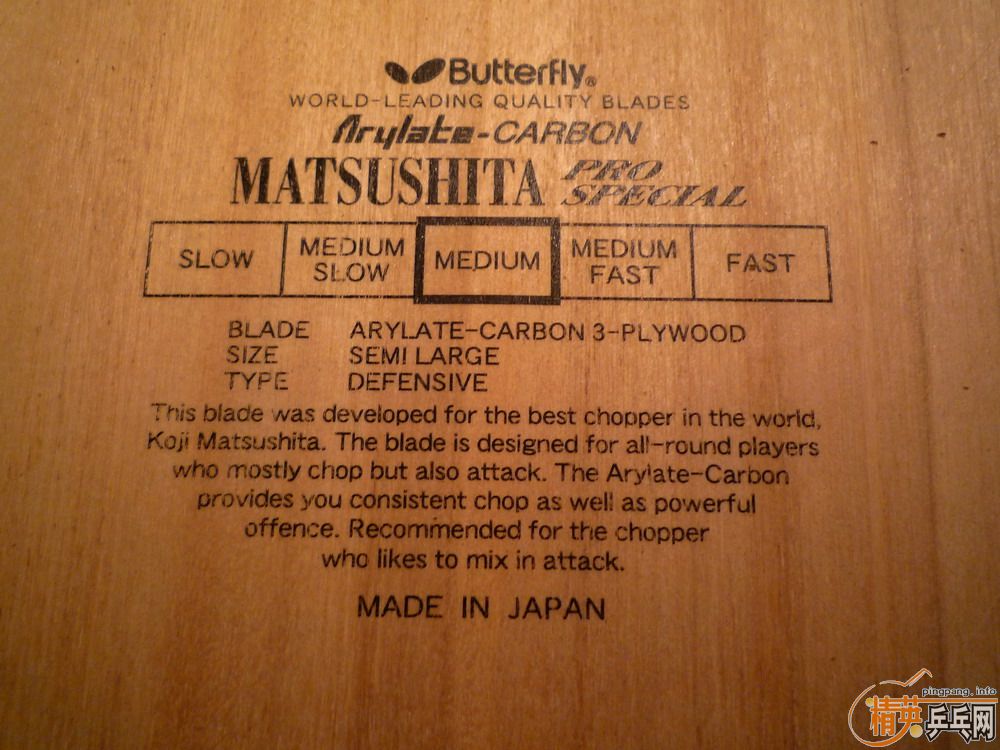 Butterfly®
WORLD-LEADING QUALITY BLADES
Arylate-CARBON
MATSUSHITA PRO SPECIAL
SLOW
MEDIUM SLOW
MEDIUM
MEDIUM FAST
FAST
BLADE ARYLATE-CARBON 3-PLYWOOD
SIZE SEMI LARGE
TYPE DEFENSIVE
This blade was developed for the best chopper in the world,
Koji Matsushita. The blade is designed for all-round players
who mostly chop but also attack. The Arylate-Carbon
provides you consistent chop as well as powerful
offence. Recommended for the chopper
who likes to mix in attack.
MADE IN JAPAN
pingpang.info
精英乒乓网